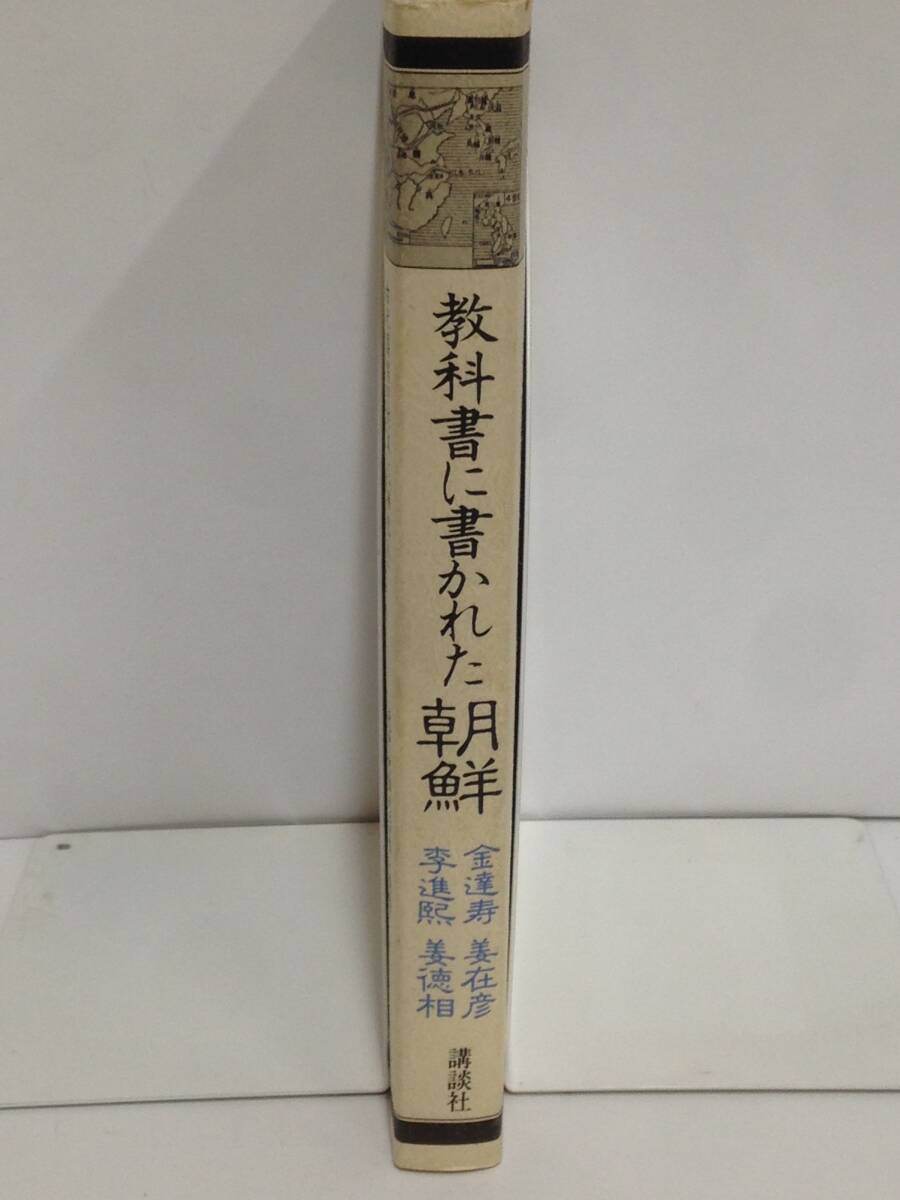 教科書に書かれた朝鮮
金達寿 姜在彦
李進熙 姜徳相
講談社